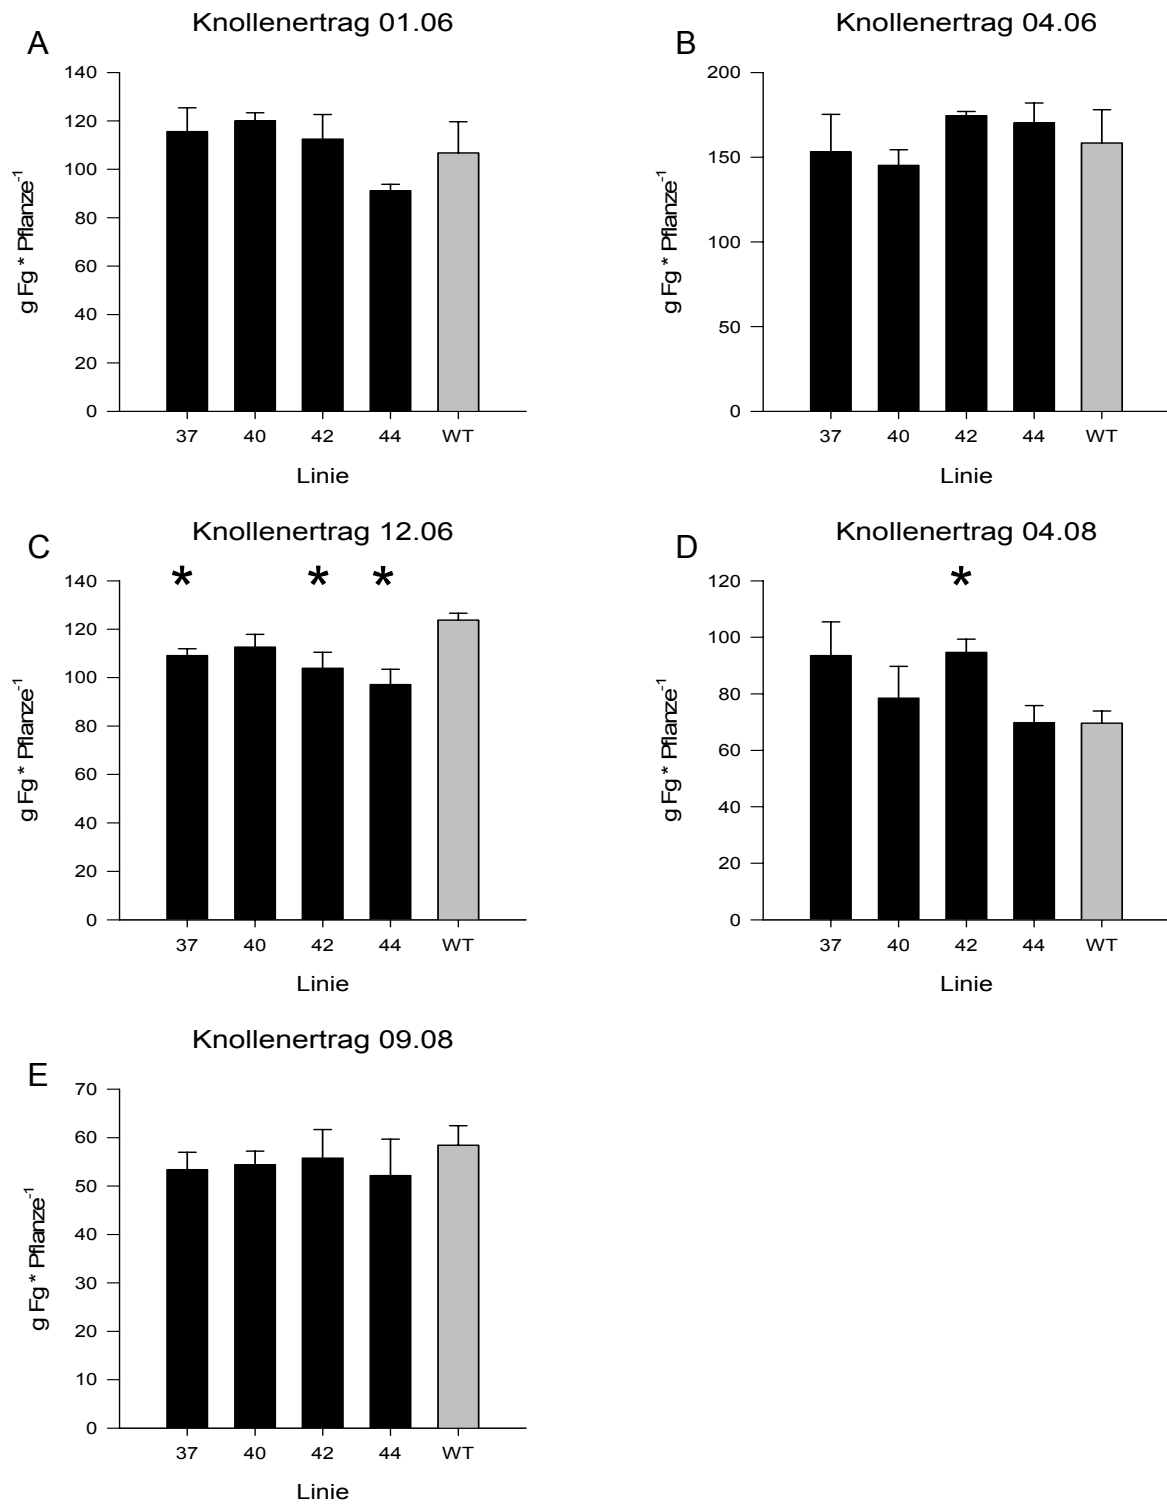 Knollenertrag 01.06
A
140
120
100
80
60
40
20
0
g Fg * Pflanze⁻¹
37 40 42 44 WT
Linie
Knollenertrag 04.06
B
200
150
100
50
0
g Fg * Pflanze⁻¹
37 40 42 44 WT
Linie
Knollenertrag 12.06
C
* * *
140
120
100
80
60
40
20
0
g Fg * Pflanze⁻¹
37 40 42 44 WT
Linie
Knollenertrag 04.08
D
*
120
100
80
60
40
20
0
g Fg * Pflanze⁻¹
37 40 42 44 WT
Linie
Knollenertrag 09.08
E
70
60
50
40
30
20
10
0
g Fg * Pflanze⁻¹
37 40 42 44 WT
Linie